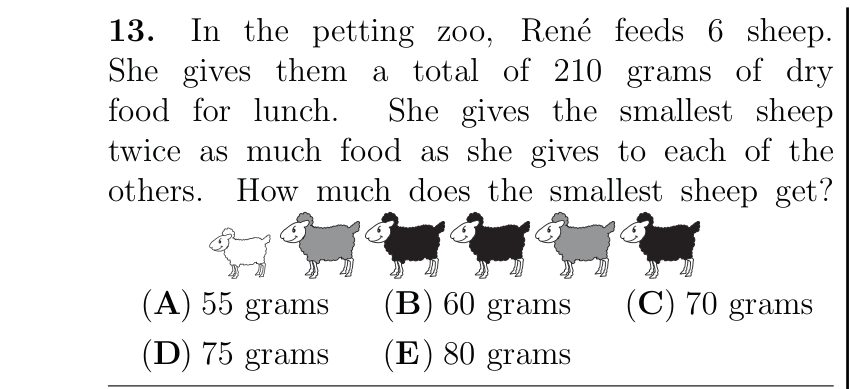 13. In the petting zoo, René feeds 6 sheep.
She gives them a total of 210 grams of dry
food for lunch. She gives the smallest sheep
twice as much food as she gives to each of the
others. How much does the smallest sheep get?
(A) 55 grams (B) 60 grams (C) 70 grams
(D) 75 grams (E) 80 grams